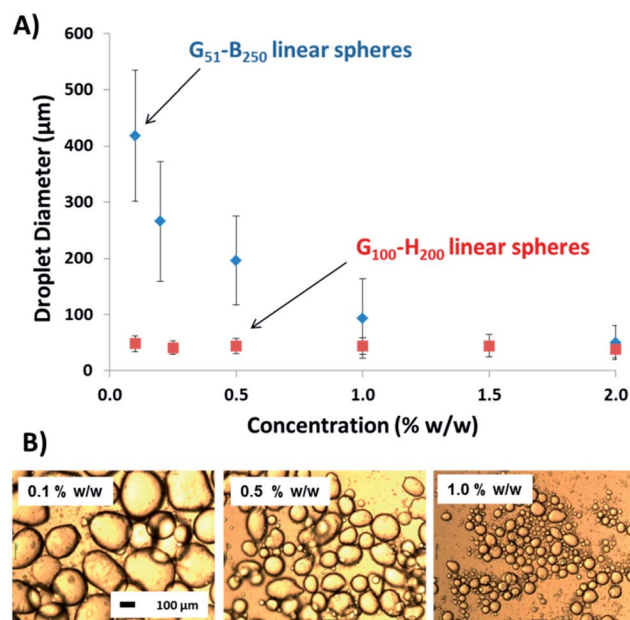 A)
G51-B250 linear spheres
G100-H200 linear spheres
Droplet Diameter (μm)
600
500
400
300
200
100
0
0.0 0.5 1.0 1.5 2.0
Concentration (% w/w)
B)
0.1 % w/w 0.5 % w/w 1.0 % w/w
100 μm